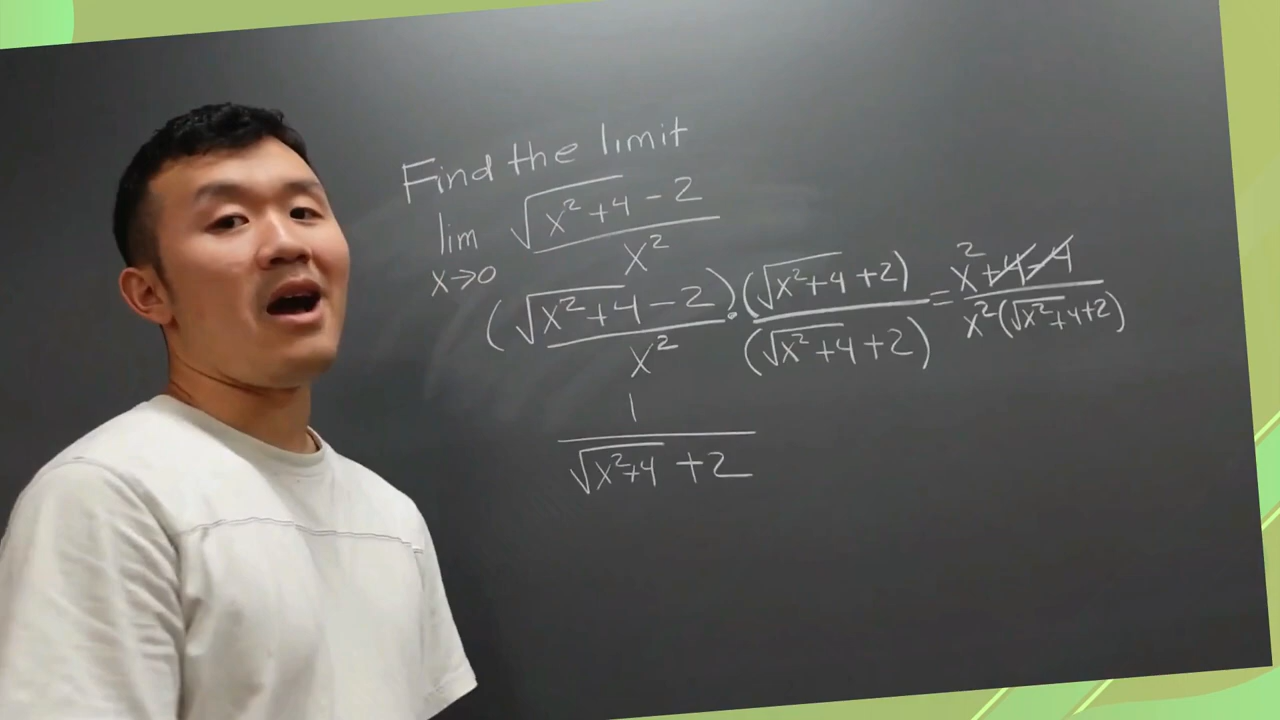 Find the limit
lim x→0 (√(x²+4) - 2) / x²
(√(x²+4) - 2) / x² · (√(x²+4) + 2) / (√(x²+4) + 2) = (x² + 4 - 4) / (x²(√(x²+4) + 2))
1 / (√(x²+4) + 2)